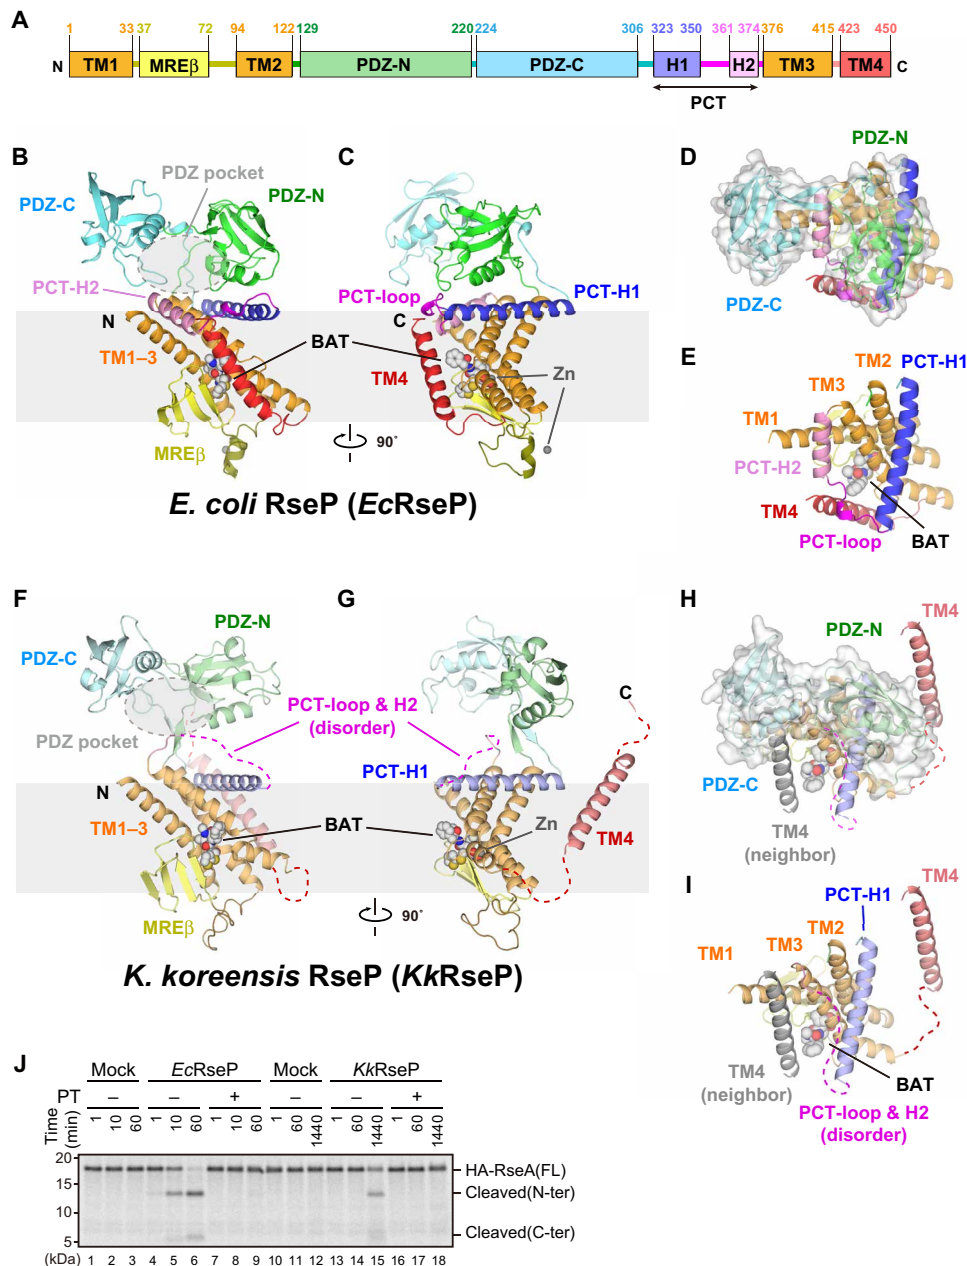 A
1 33 37 72 94 122 129 220 224 306 323 350 361 374 376 415 423 450
N TM1 MREβ TM2 PDZ-N PDZ-C H1 H2 TM3 TM4 C
PCT
B
PDZ pocket
PDZ-C
PDZ-N
PCT-H2
N
TM1–3
MREβ
C
PCT-loop
PCT-H1
C
BAT
TM4
Zn
90°
E. coli RseP (EcRseP)
D
PDZ-N
PDZ-C
E
TM2
PCT-H1
TM3
TM1
PCT-H2
TM4
PCT-loop
BAT
F
PDZ-N
PDZ-C
PDZ pocket
N
TM1–3
MREβ
G
PCT-loop & H2
(disorder)
C
PCT-H1
BAT
Zn
TM4
90°
K. koreensis RseP (KkRseP)
H
TM4
PDZ-N
PDZ-C
TM4
(neighbor)
I
TM4
PCT-H1
TM2
TM3
TM1
TM4
(neighbor)
BAT
PCT-loop & H2
(disorder)
J
Mock EcRseP Mock KkRseP
PT – – + – – +
Time (min) 1 10 60 1 10 60 1 10 60 1 60 1440 1 60 1440 1 60 1440
20
15
10
5
(kDa)
HA-RseA(FL)
Cleaved(N-ter)
Cleaved(C-ter)
1 2 3 4 5 6 7 8 9 10 11 12 13 14 15 16 17 18